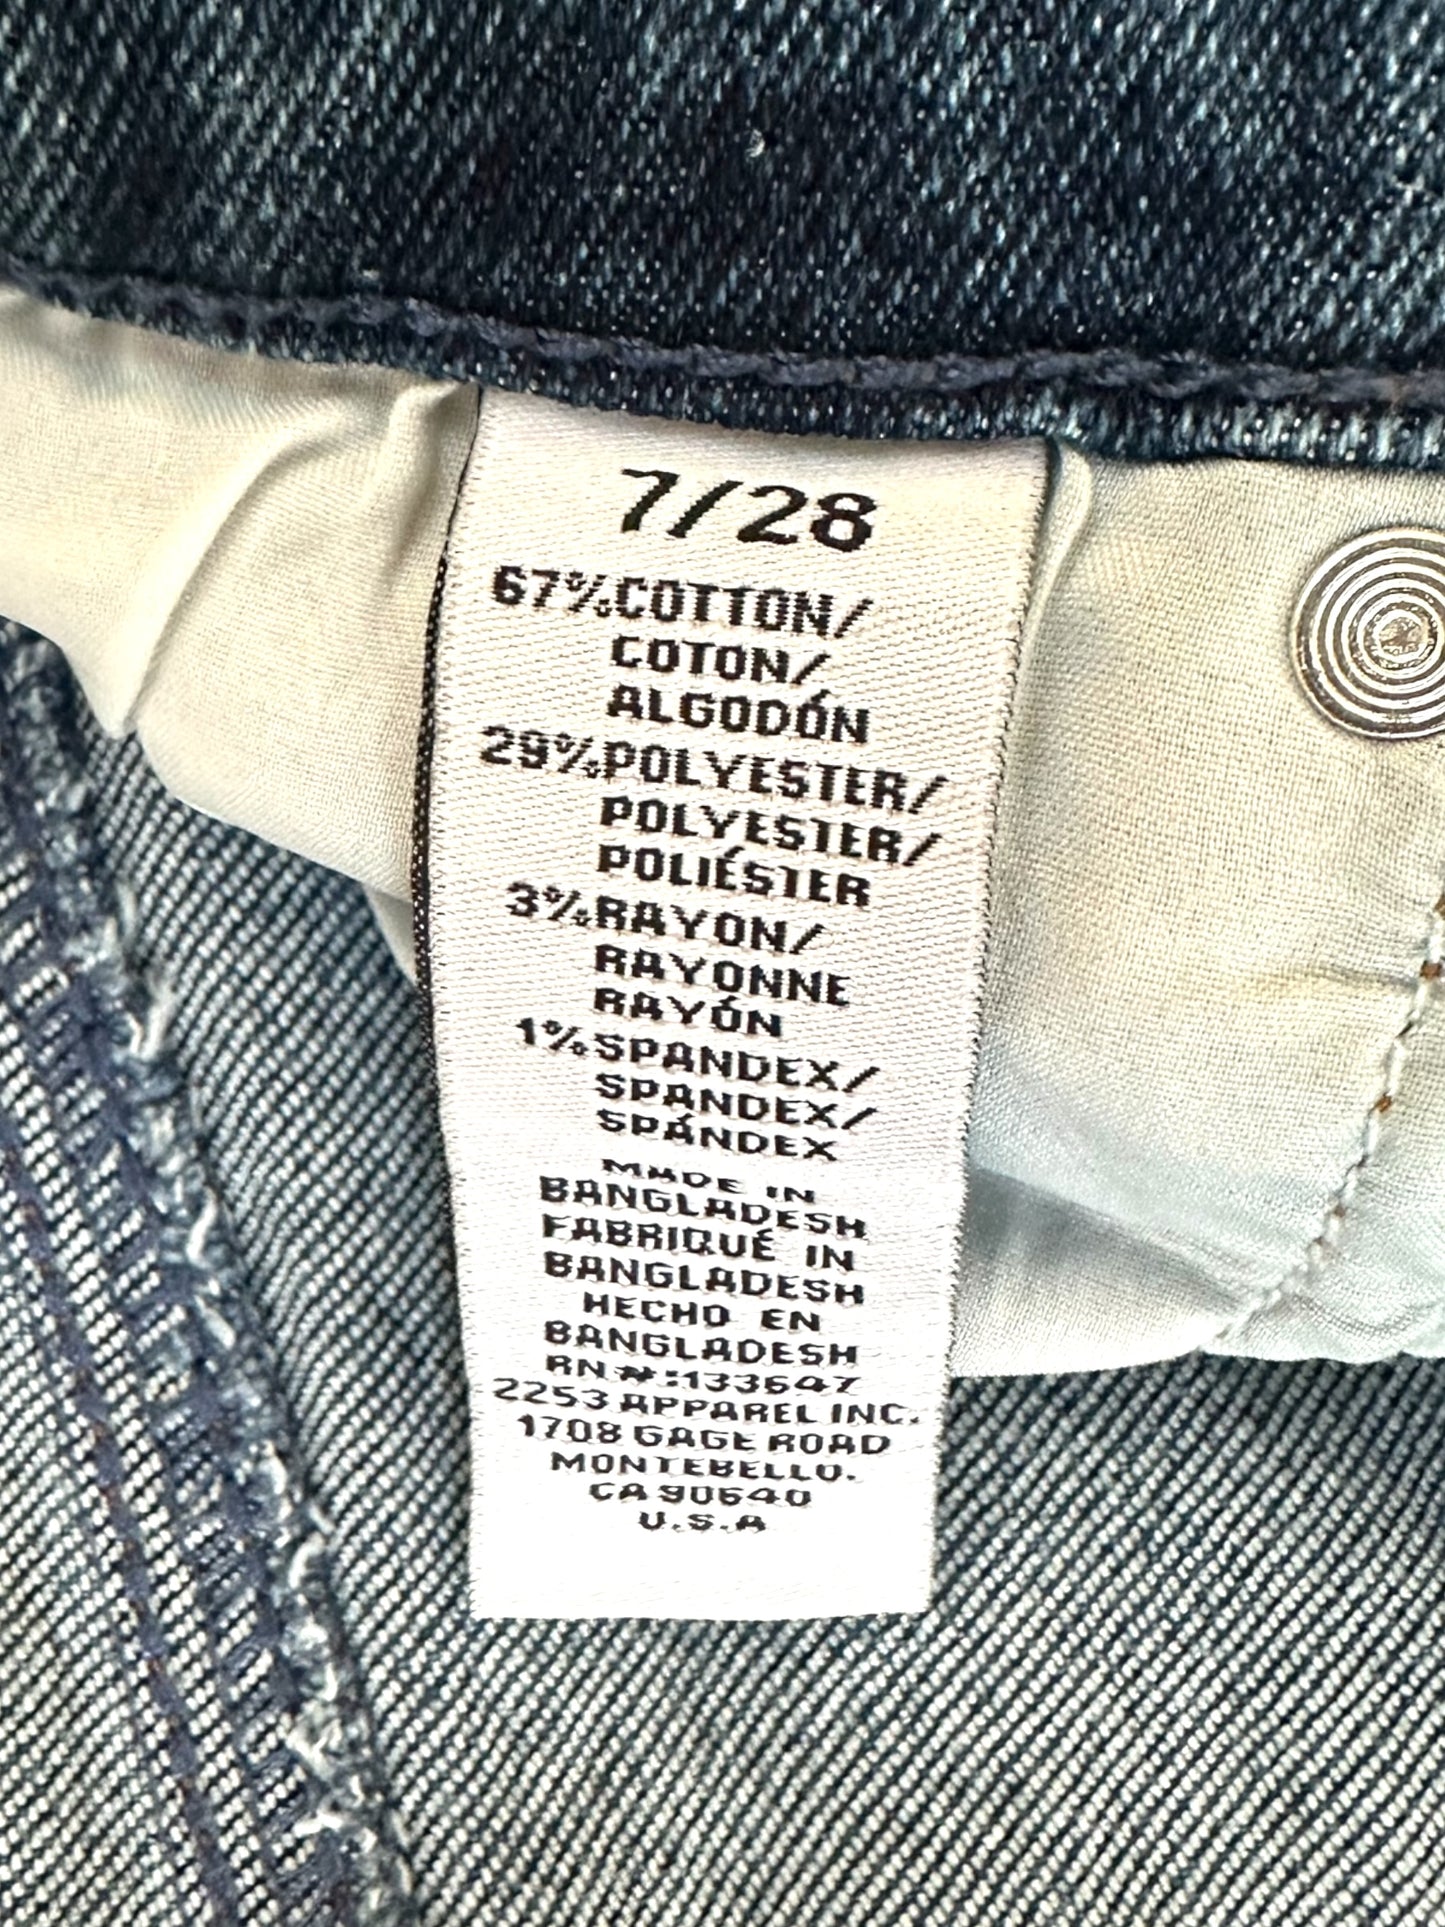 7/28
67%COTTON/
COTON/
ALGODÓN
29%POLYESTER/
POLYESTER/
POLIÉSTER
3%RAYON/
RAYONNE
RAYÓN
1%SPANDEX/
SPANDEX/
SPÁNDEX
MADE IN
BANGLADESH
FABRIQUÉ IN
BANGLADESH
HECHO EN
BANGLADESH
RN#:133647
2253 APPAREL INC.
1708 GAGE ROAD
MONTEBELLO.
CA 90640
U.S.A